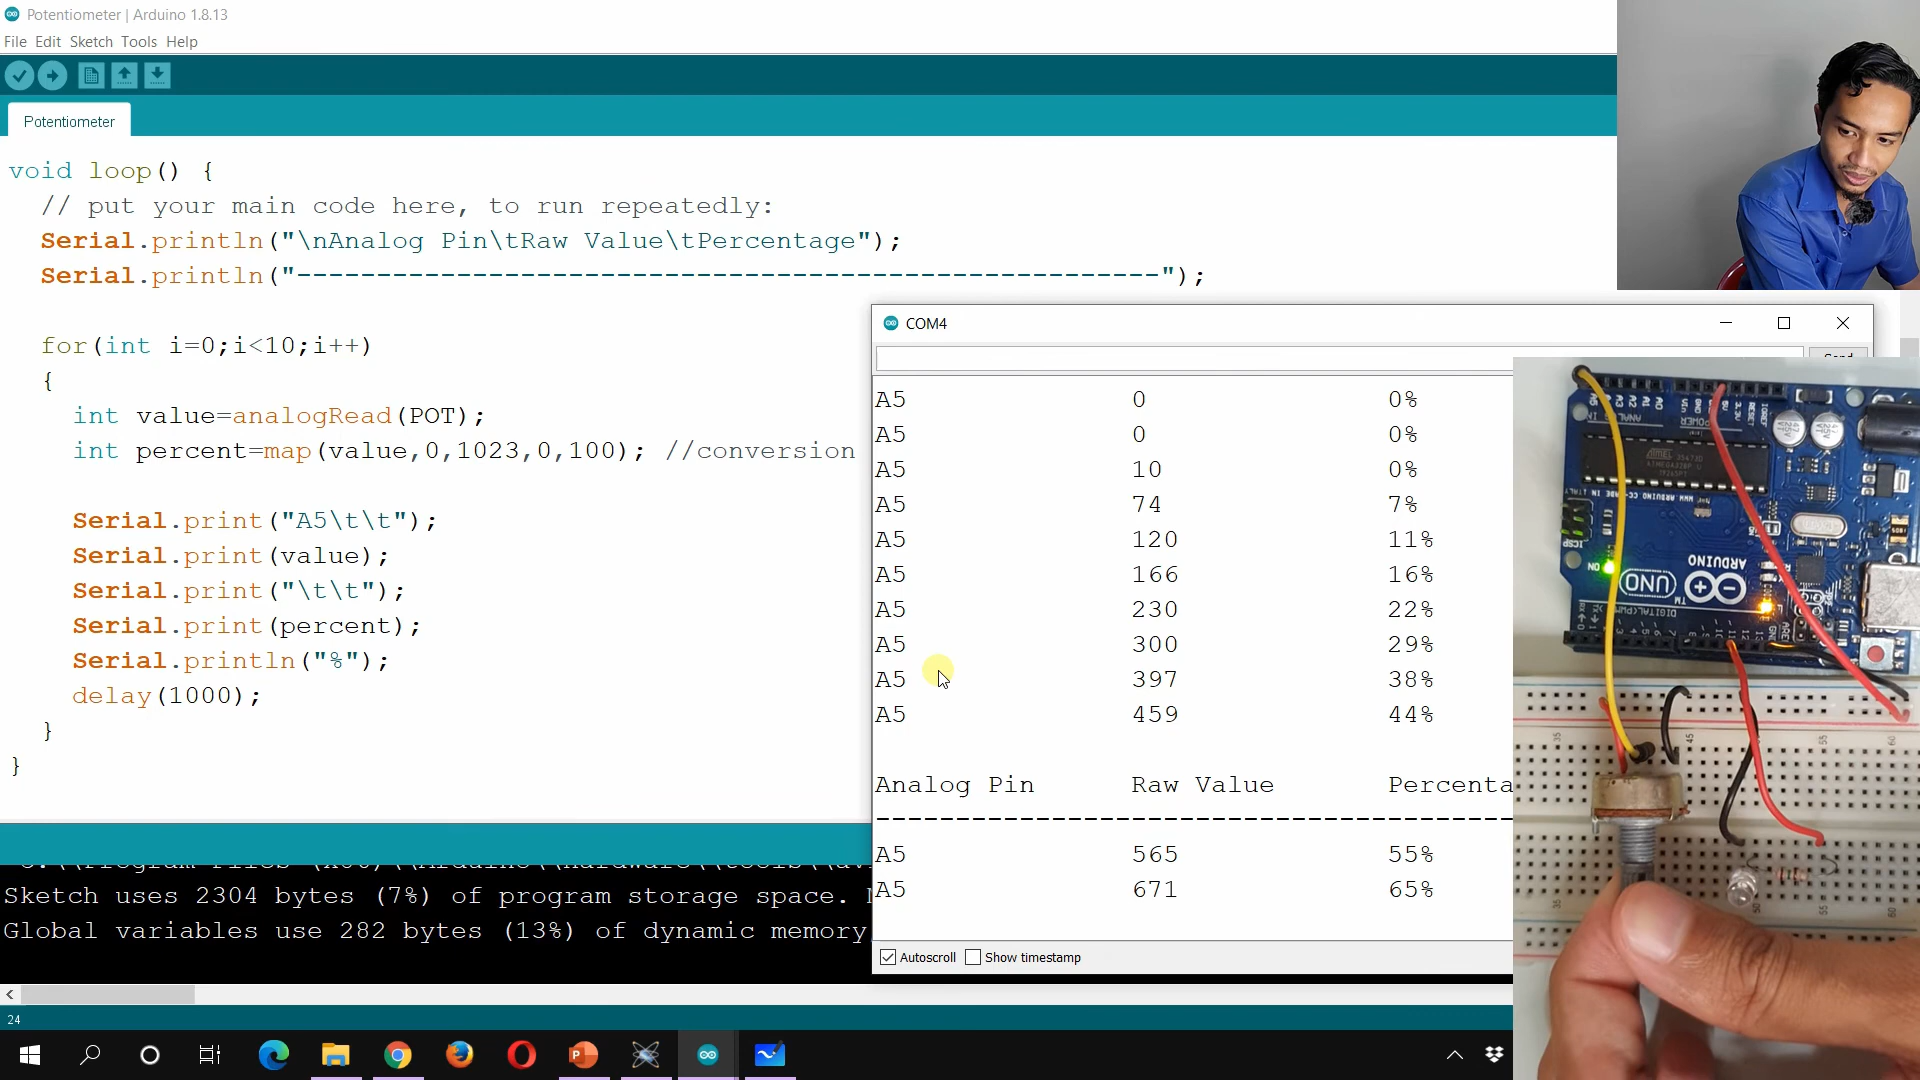 Potentiometer | Arduino 1.8.13
File Edit Sketch Tools Help
Potentiometer
void loop() {
// put your main code here, to run repeatedly:
Serial.println("\nAnalog Pin\tRaw Value\tPercentage");
Serial.println("------------------------------------------------------");
for(int i=0;i<10;i++)
{
int value=analogRead(POT);
int percent=map(value,0,1023,0,100); //conversion
Serial.print("A5\t\t");
Serial.print(value);
Serial.print("\t\t");
Serial.print(percent);
Serial.println("%");
delay(1000);
}
}
COM4
A5 0 0%
A5 0 0%
A5 10 0%
A5 74 7%
A5 120 11%
A5 166 16%
A5 230 22%
A5 300 29%
A5 397 38%
A5 459 44%
Analog Pin Raw Value Percenta
----------------------------------------
A5 565 55%
A5 671 65%
Autoscroll Show timestamp
Sketch uses 2304 bytes (7%) of program storage space.
Global variables use 282 bytes (13%) of dynamic memory
24
ARDUINO
UNO
ON
ICSP
POWER